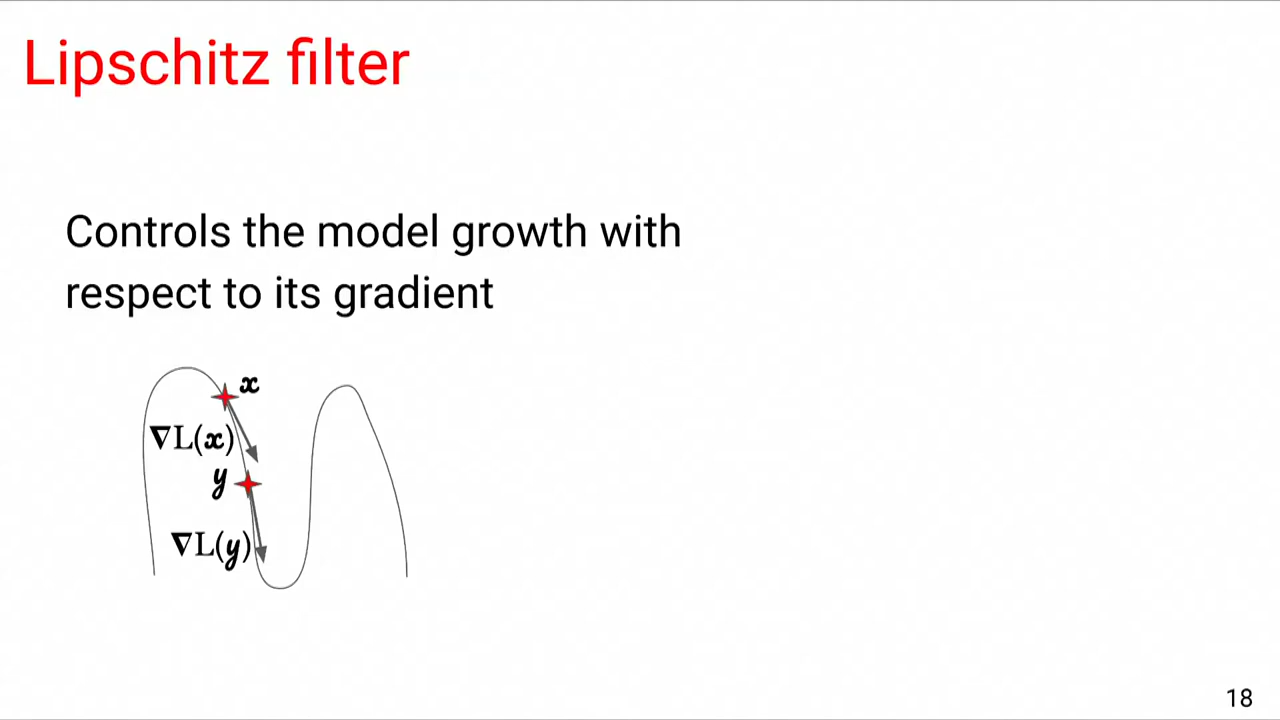 Lipschitz filter
Controls the model growth with
respect to its gradient
x
∇L(x)
y
∇L(y)
18